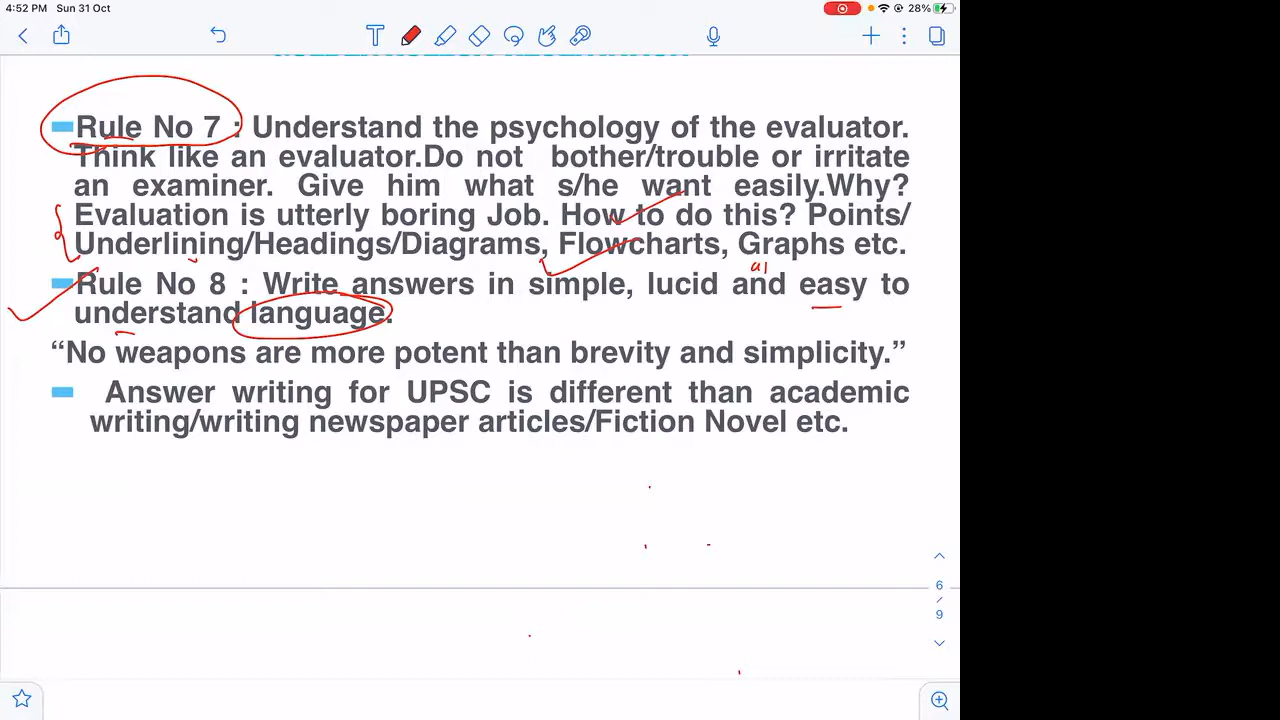 4:52 PM Sun 31 Oct
28%
Rule No 7 : Understand the psychology of the evaluator.
Think like an evaluator.Do not bother/trouble or irritate
an examiner. Give him what s/he want easily.Why?
Evaluation is utterly boring Job. How to do this? Points/
Underlining/Headings/Diagrams, Flowcharts, Graphs etc.
Rule No 8 : Write answers in simple, lucid and easy to
understand language.
“No weapons are more potent than brevity and simplicity.”
Answer writing for UPSC is different than academic
writing/writing newspaper articles/Fiction Novel etc.
6
/
9